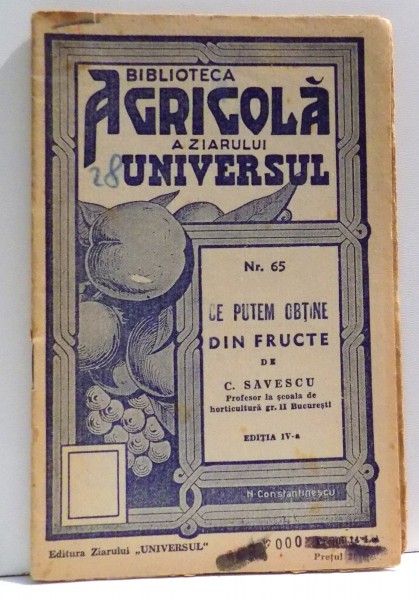 BIBLIOTECA
AGRICOLĂ
A ZIARULUI
28 UNIVERSUL
Nr. 65
CE PUTEM OBȚINE
DIN FRUCTE
DE
C. SAVESCU
Profesor la școala de
horticultură gr. II București
EDIȚIA IV-a
N. Constantinescu
Editura Ziarului „UNIVERSUL"
000
Prețul